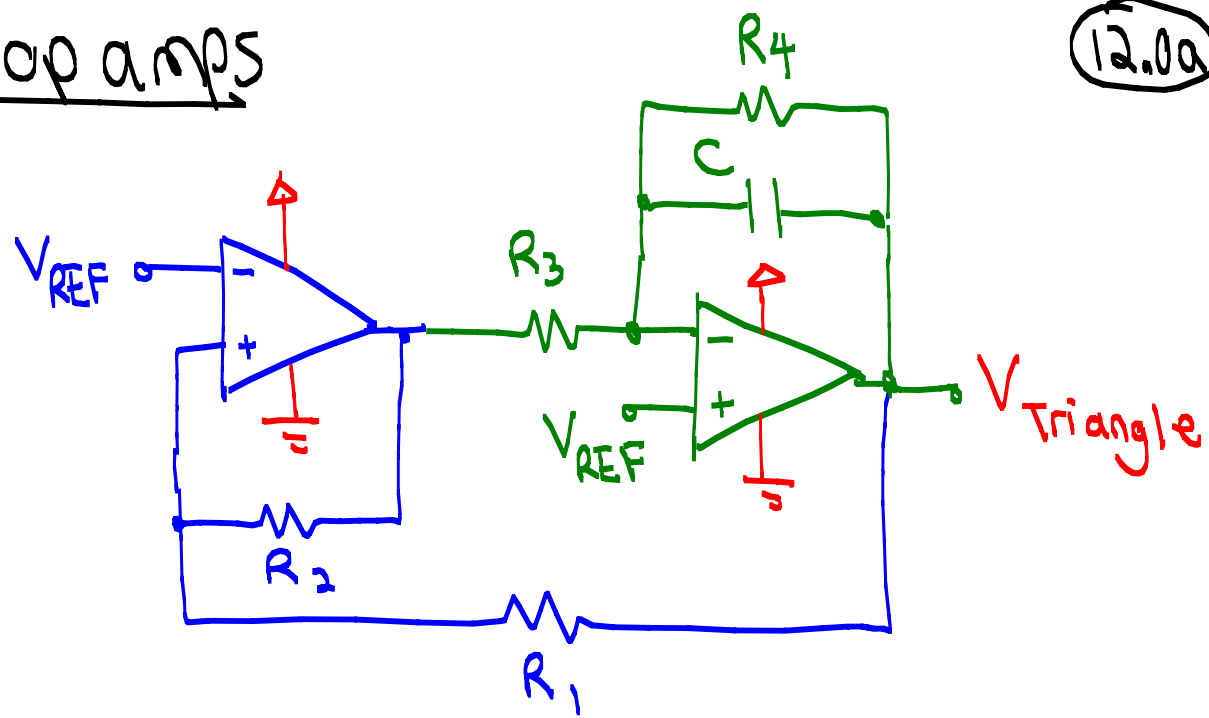 op amps
12.0a
R4
C
VREF
-
+
R3
-
+
VREF
VTriangle
R2
R1